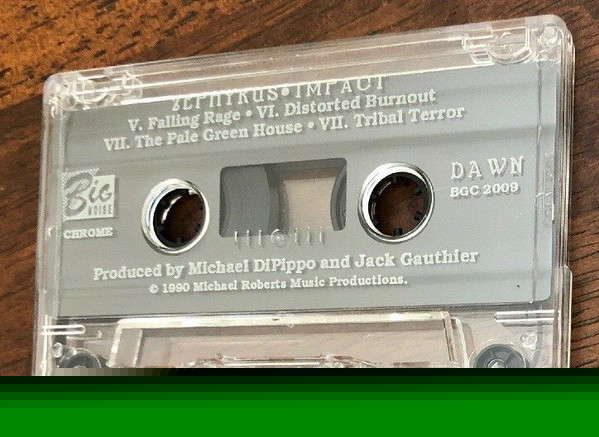 ZEPHYRUS • IMPACT
V. Falling Rage • VI. Distorted Burnout
VII. The Pale Green House • VII. Tribal Terror
Big
NOISE
CHROME
DAWN
BGC 2009
Produced by Michael DiPippo and Jack Gauthier
© 1990 Michael Roberts Music Productions.